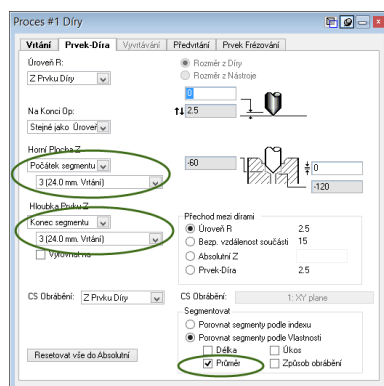 Proces #1 Díry
Vrtání Prvek-Díra Vyvrtávání Předvrtání Prvek Frézování
Úroveň R:
Z Prvku Díry
Na Konci Op:
Stejné jako Úroveň
Horní Plocha Z
Počátek segmentu
3 (24.0 mm. Vrtání)
Hloubka Prvku Z
Konec segmentu
3 (24.0 mm. Vrtání)
Vyrovnat na
CS Obrábění: Z Prvku Díry
Resetovat vše do Absolutní
Rozměr z Díry
Rozměr z Nástroje
0
2.5
-60
0
-120
Přechod mezi dírami
Úroveň R 2.5
Bezp. vzdálenost součásti 15
Absolutní Z
Prvek-Díra 2.5
CS Obrábění: 1: XY plane
Segmentovat
Porovnat segmenty podle indexu
Porovnat segmenty podle Vlastnosti
Délka Úkos
Průměr Způsob obrábění